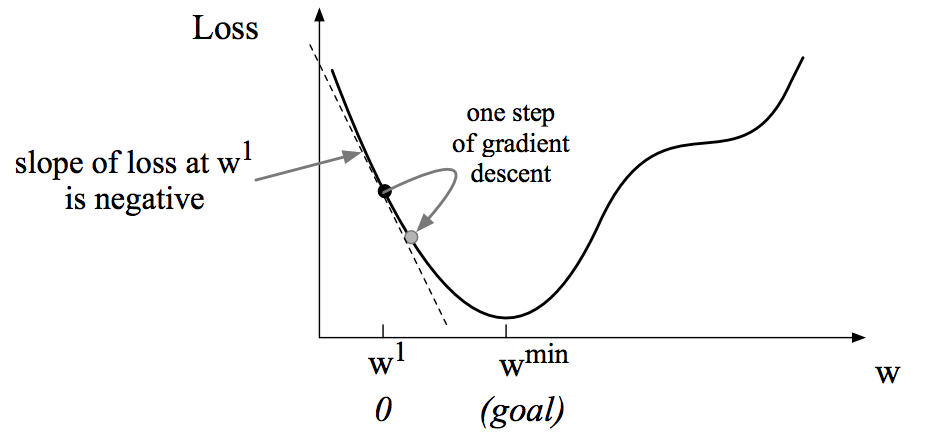 Loss
one step
of gradient
descent
slope of loss at w1
is negative
w1
wmin
w
0
(goal)